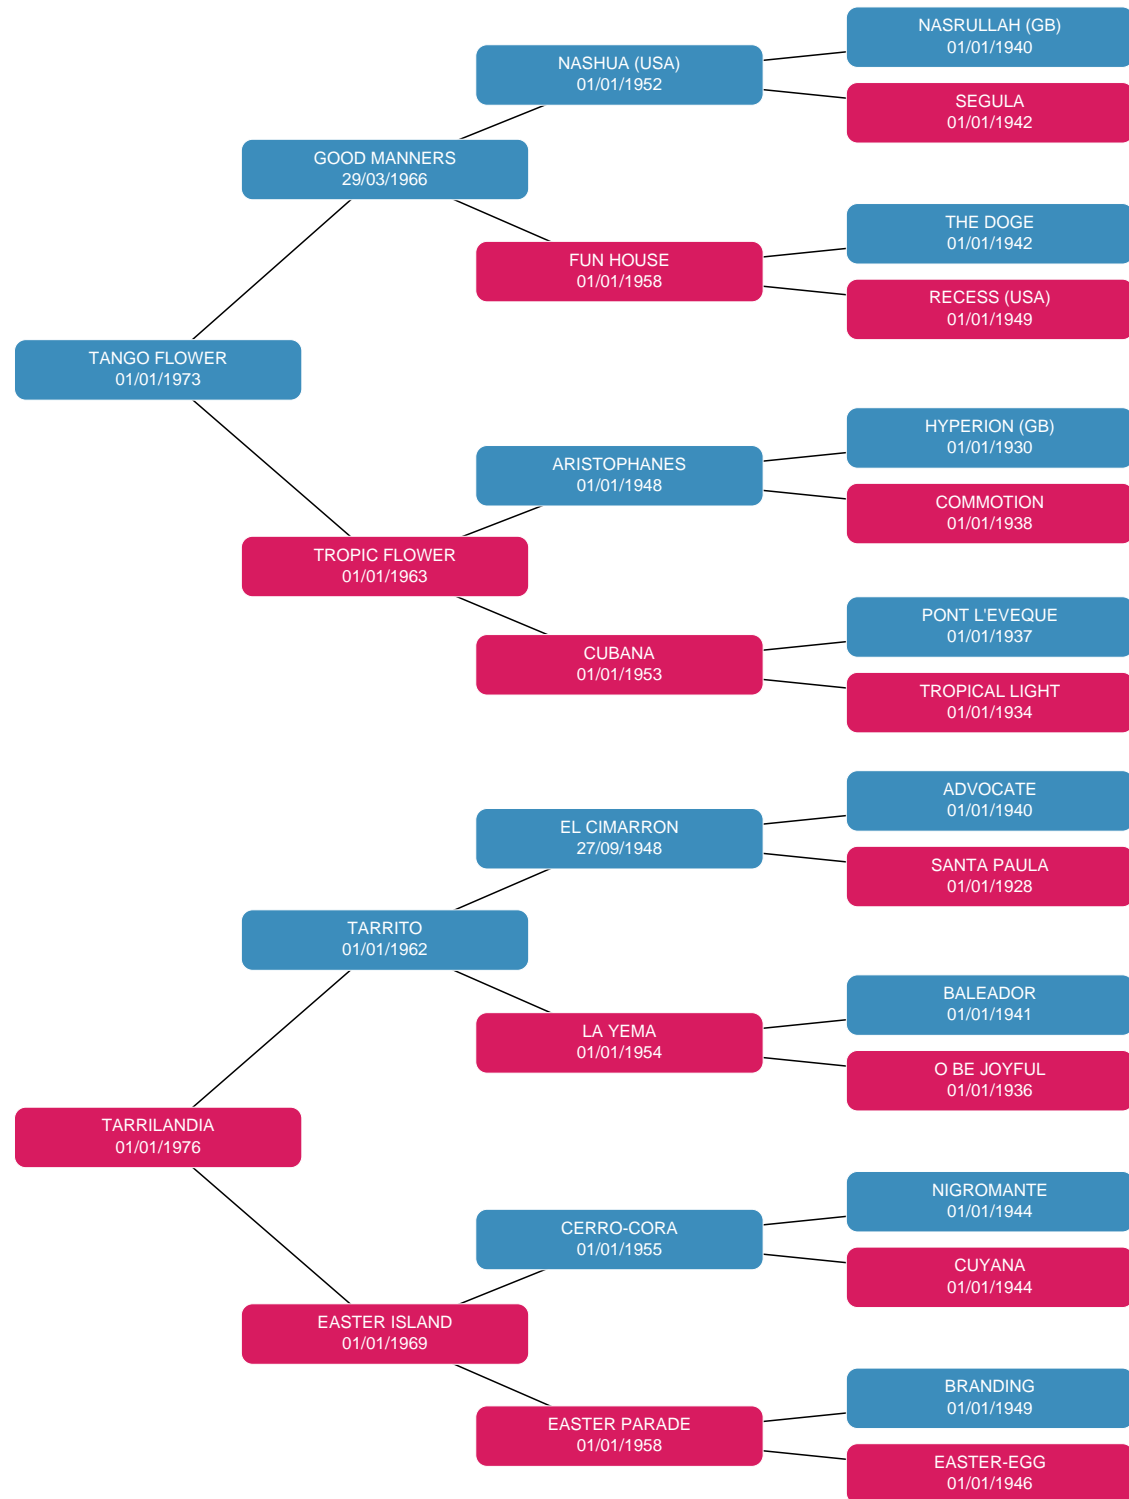 NASRULLAH (GB)
01/01/1940
NASHUA (USA)
01/01/1952
SEGULA
01/01/1942
GOOD MANNERS
29/03/1966
THE DOGE
01/01/1942
FUN HOUSE
01/01/1958
RECESS (USA)
01/01/1949
TANGO FLOWER
01/01/1973
HYPERION (GB)
01/01/1930
ARISTOPHANES
01/01/1948
COMMOTION
01/01/1938
TROPIC FLOWER
01/01/1963
PONT L'EVEQUE
01/01/1937
CUBANA
01/01/1953
TROPICAL LIGHT
01/01/1934
ADVOCATE
01/01/1940
EL CIMARRON
27/09/1948
SANTA PAULA
01/01/1928
TARRITO
01/01/1962
BALEADOR
01/01/1941
LA YEMA
01/01/1954
O BE JOYFUL
01/01/1936
TARRILANDIA
01/01/1976
NIGROMANTE
01/01/1944
CERRO-CORA
01/01/1955
CUYANA
01/01/1944
EASTER ISLAND
01/01/1969
BRANDING
01/01/1949
EASTER PARADE
01/01/1958
EASTER-EGG
01/01/1946